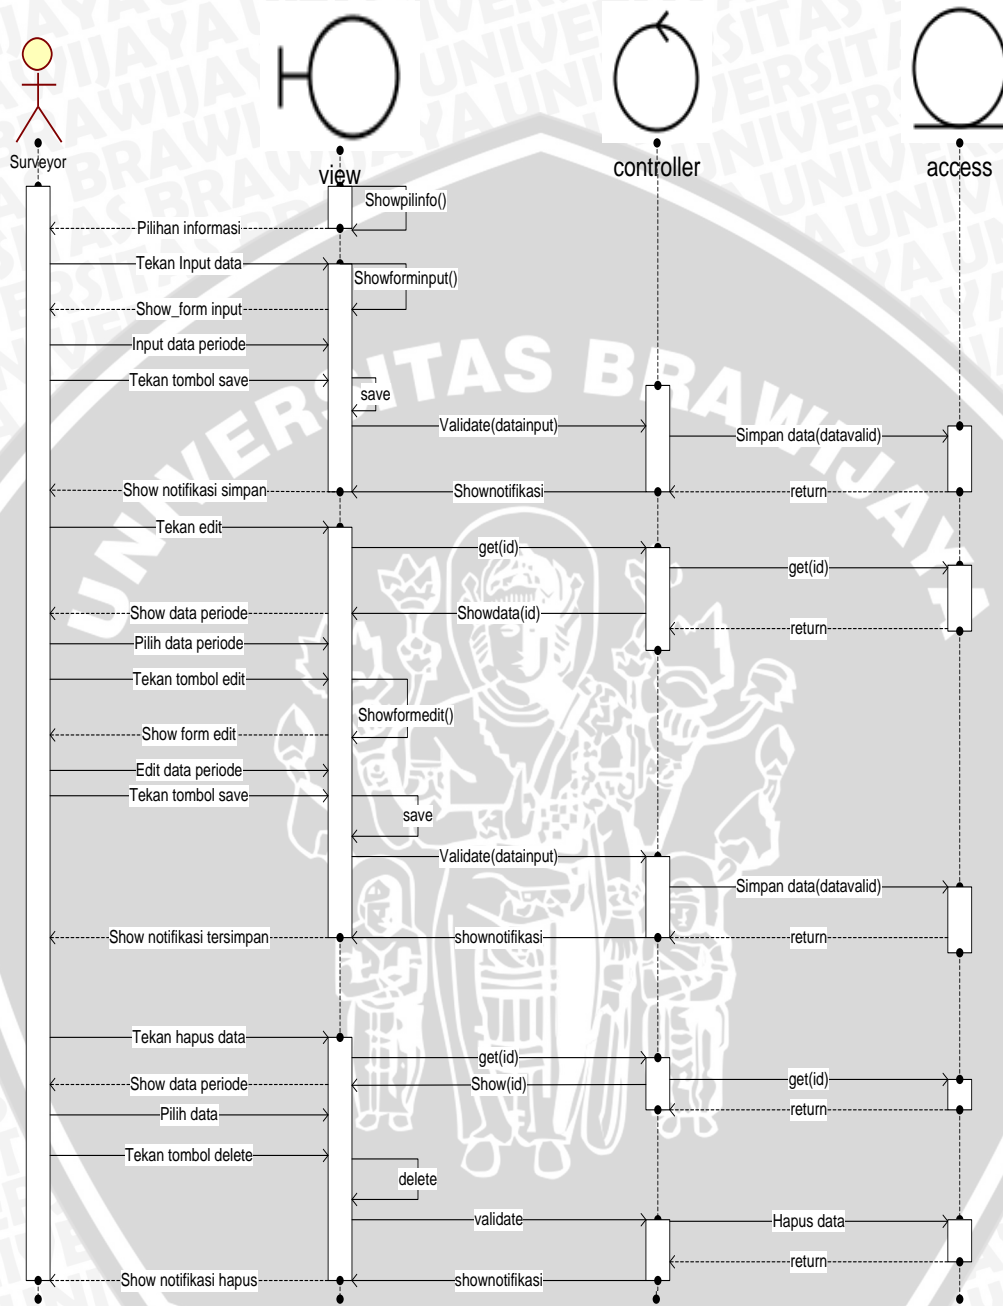 Surveyor
view
controller
access
Showpilinfo()
Pilihan informasi
Tekan Input data
Showforminput()
Show_form input
Input data periode
Tekan tombol save
save
Validate(datainput)
Simpan data(datavalid)
Show notifikasi simpan
Shownotifikasi
return
Tekan edit
get(id)
get(id)
Show data periode
Showdata(id)
return
Pilih data periode
Tekan tombol edit
Showformedit()
Show form edit
Edit data periode
Tekan tombol save
save
Validate(datainput)
Simpan data(datavalid)
Show notifikasi tersimpan
shownotifikasi
return
Tekan hapus data
get(id)
Show data periode
Show(id)
get(id)
return
Pilih data
Tekan tombol delete
delete
validate
Hapus data
return
Show notifikasi hapus
shownotifikasi
UNIVERSITAS BRAWIJAYA